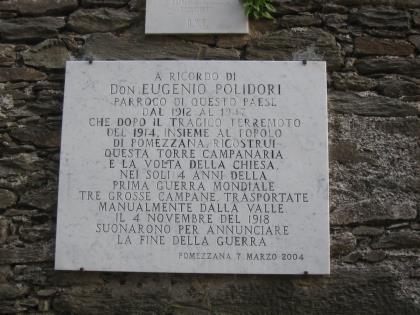 A RICORDO DI
DON EUGENIO POLIDORI
PARROCO DI QUESTO PAESE
DAL 1912 AL
CHE DOPO IL TRAGICO TERREMOTO
DEL 1914, INSIEME AL POPOLO
DI POMEZZANA, RICOSTRUÌ
QUESTA TORRE CAMPANARIA
E LA VOLTA DELLA CHIESA.
NEI SOLI 4 ANNI DELLA
PRIMA GUERRA MONDIALE
TRE GROSSE CAMPANE, TRASPORTATE
MANUALMENTE DALLA VALLE
IL 4 NOVEMBRE DEL 1918
SUONARONO PER ANNUNCIARE
LA FINE DELLA GUERRA
POMEZZANA 7 MARZO 2004